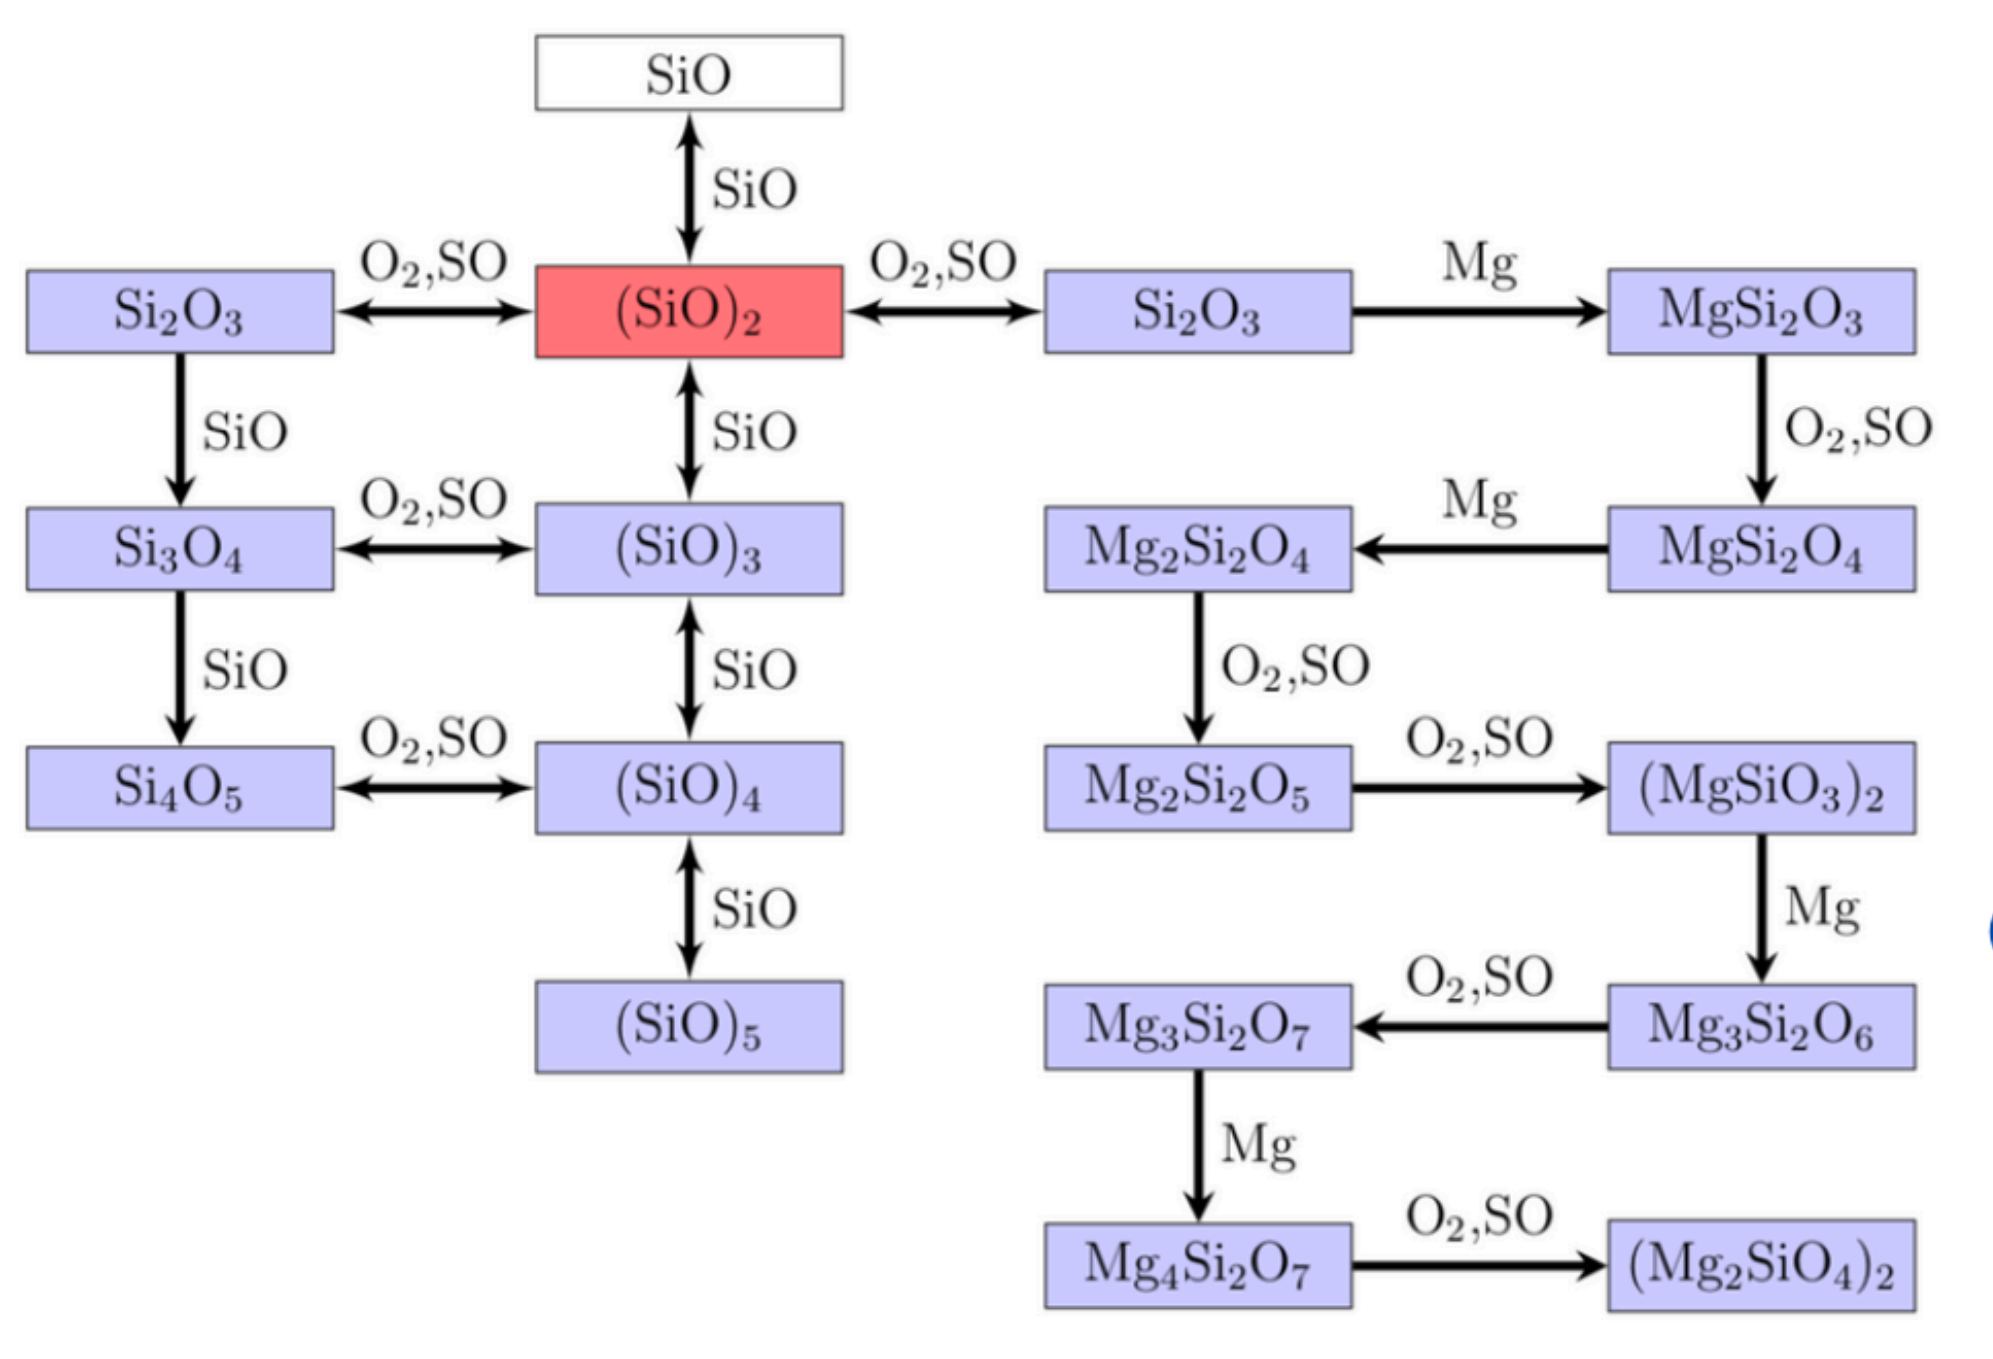 SiO
SiO
O₂,SO O₂,SO Mg
Si₂O₃ (SiO)₂ Si₂O₃ MgSi₂O₃
SiO SiO O₂,SO
O₂,SO Mg
Si₃O₄ (SiO)₃ Mg₂Si₂O₄ MgSi₂O₄
SiO SiO O₂,SO
O₂,SO O₂,SO
Si₄O₅ (SiO)₄ Mg₂Si₂O₅ (MgSiO₃)₂
SiO Mg
O₂,SO
(SiO)₅ Mg₃Si₂O₇ Mg₃Si₂O₆
Mg
O₂,SO
Mg₄Si₂O₇ (Mg₂SiO₄)₂